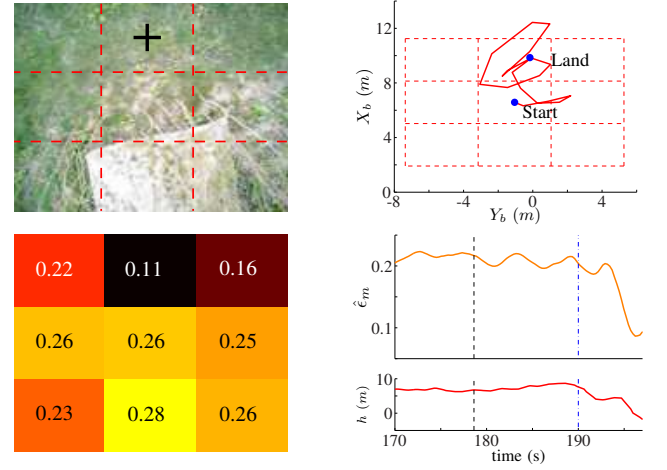 X_b (m)
12
8
4
0
-8
-4
0
4
Y_b (m)
Land
Start
0.22 0.11 0.16
0.26 0.26 0.25
0.23 0.28 0.26
ε̂_m
0.2
0.1
h (m)
10
0
170 180 190
time (s)